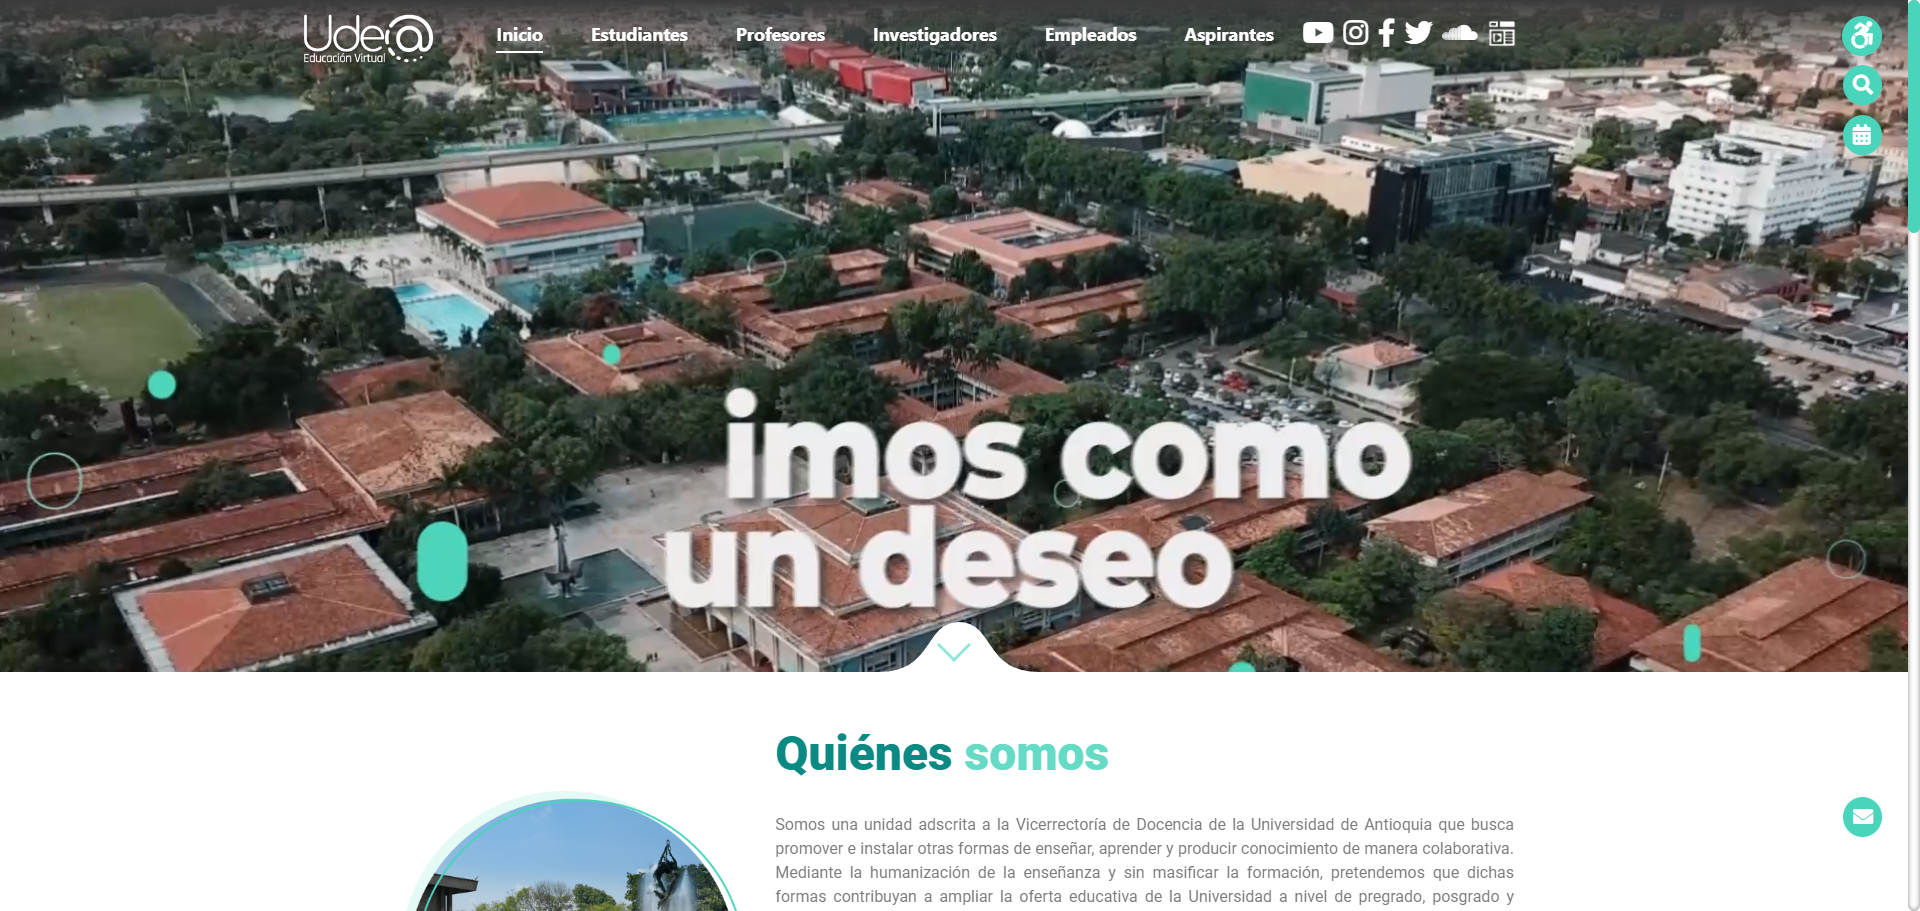 Ude@
Educación Virtual
Inicio
Estudiantes
Profesores
Investigadores
Empleados
Aspirantes
imos como
un deseo
Quiénes somos
Somos una unidad adscrita a la Vicerrectoría de Docencia de la Universidad de Antioquia que busca
promover e instalar otras formas de enseñar, aprender y producir conocimiento de manera colaborativa.
Mediante la humanización de la enseñanza y sin masificar la formación, pretendemos que dichas
formas contribuyan a ampliar la oferta educativa de la Universidad a nivel de pregrado, posgrado y